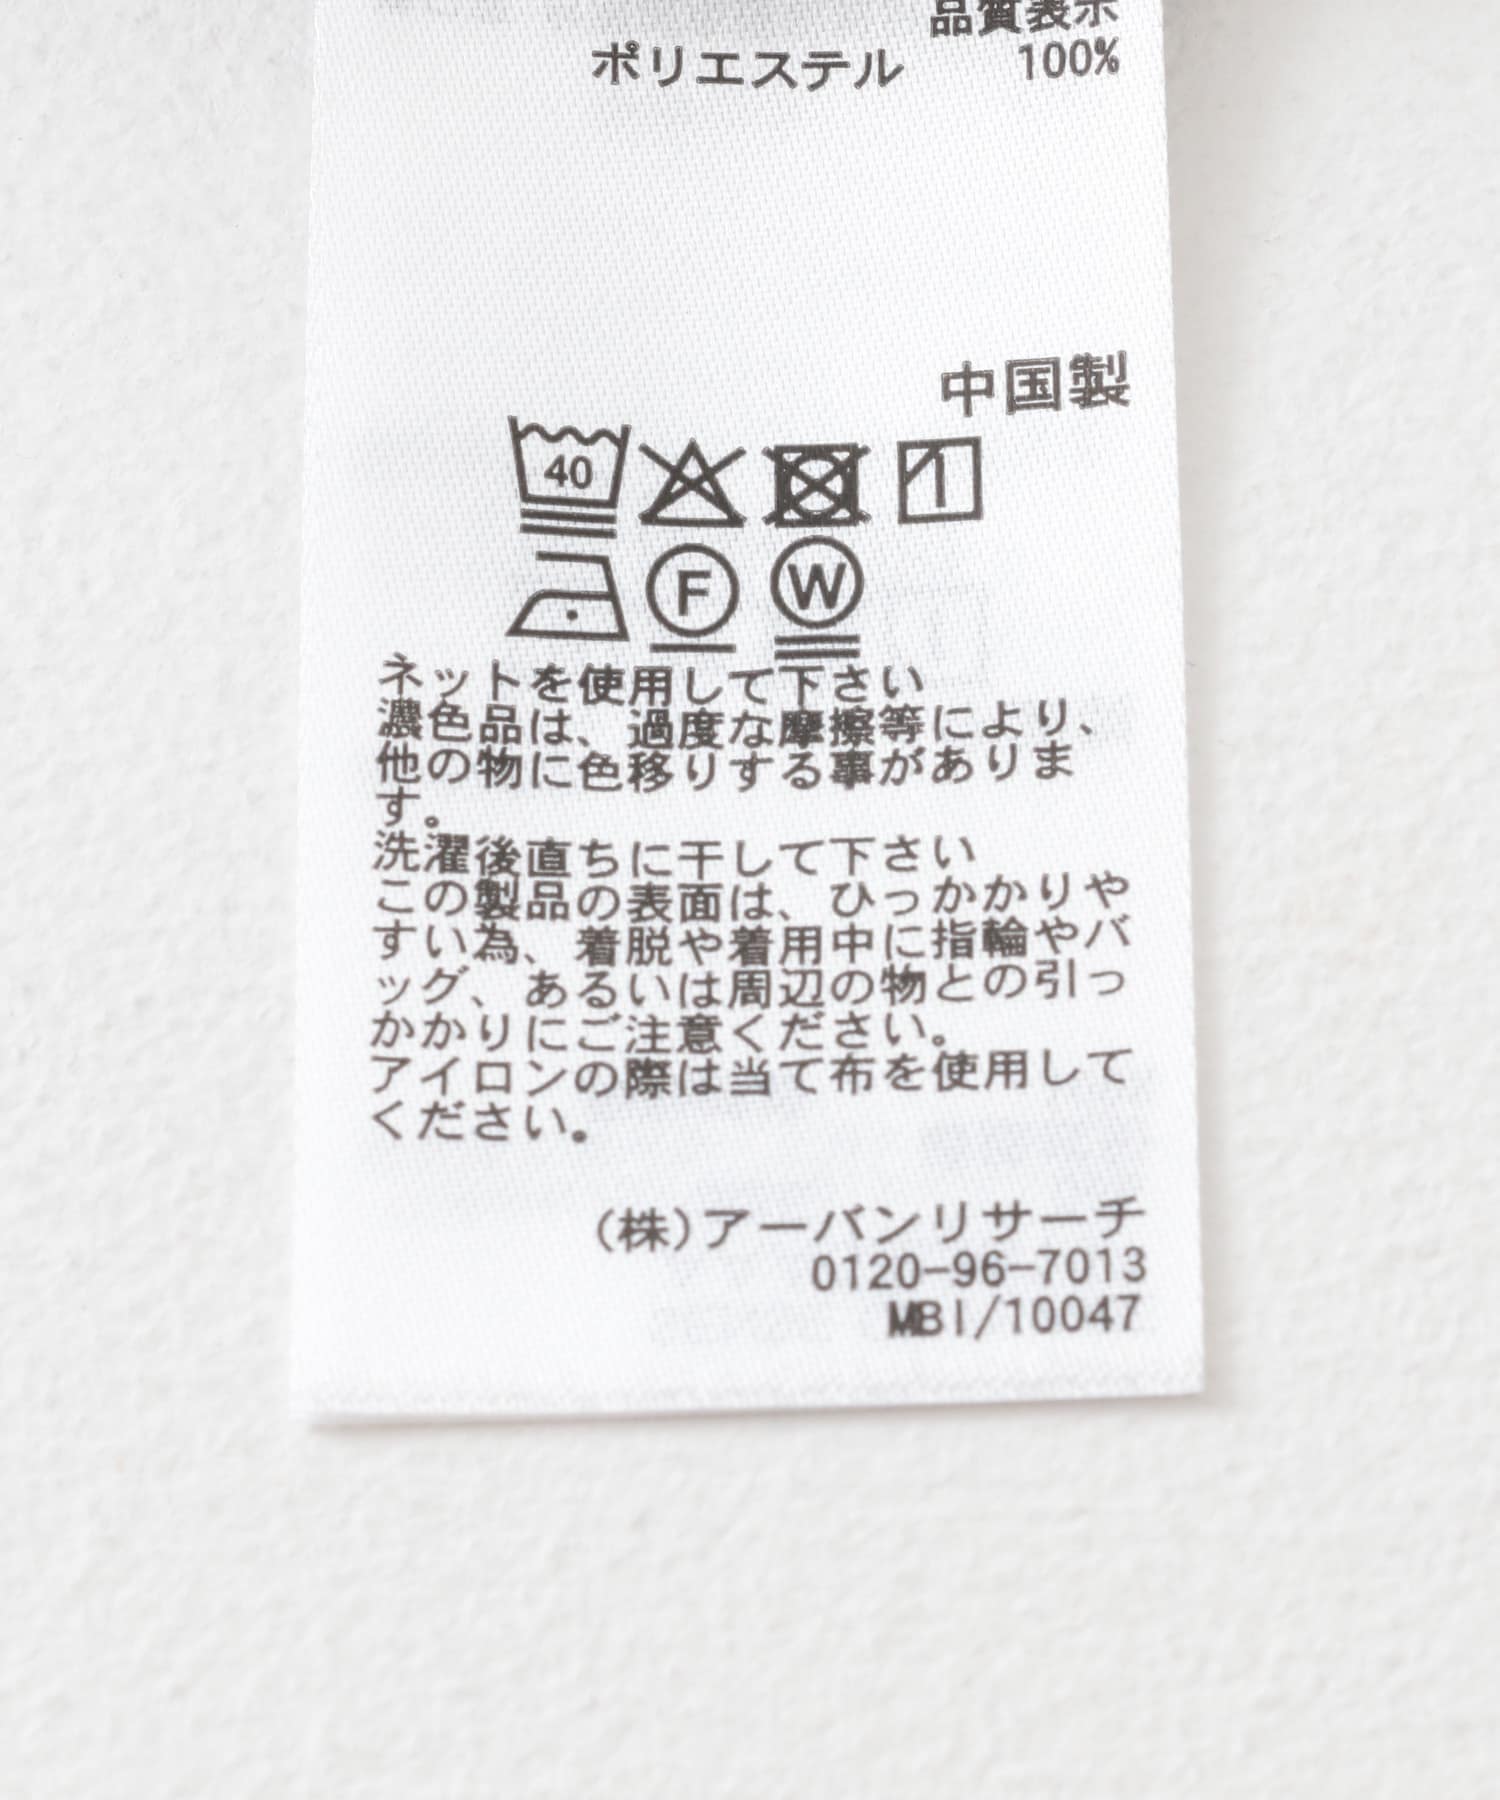 品質表示
ポリエステル 100%
中国製
40
F W
ネットを使用して下さい
濃色品は、過度な摩擦等により、
他の物に色移りする事がありま
す。
洗濯後直ちに干して下さい
この製品の表面は、ひっかかりや
すい為、着脱や着用中に指輪やバ
ッグ、あるいは周辺の物との引っ
かかりにご注意ください。
アイロンの際は当て布を使用して
ください。
(株)アーバンリサーチ
0120-96-7013
MBI/10047